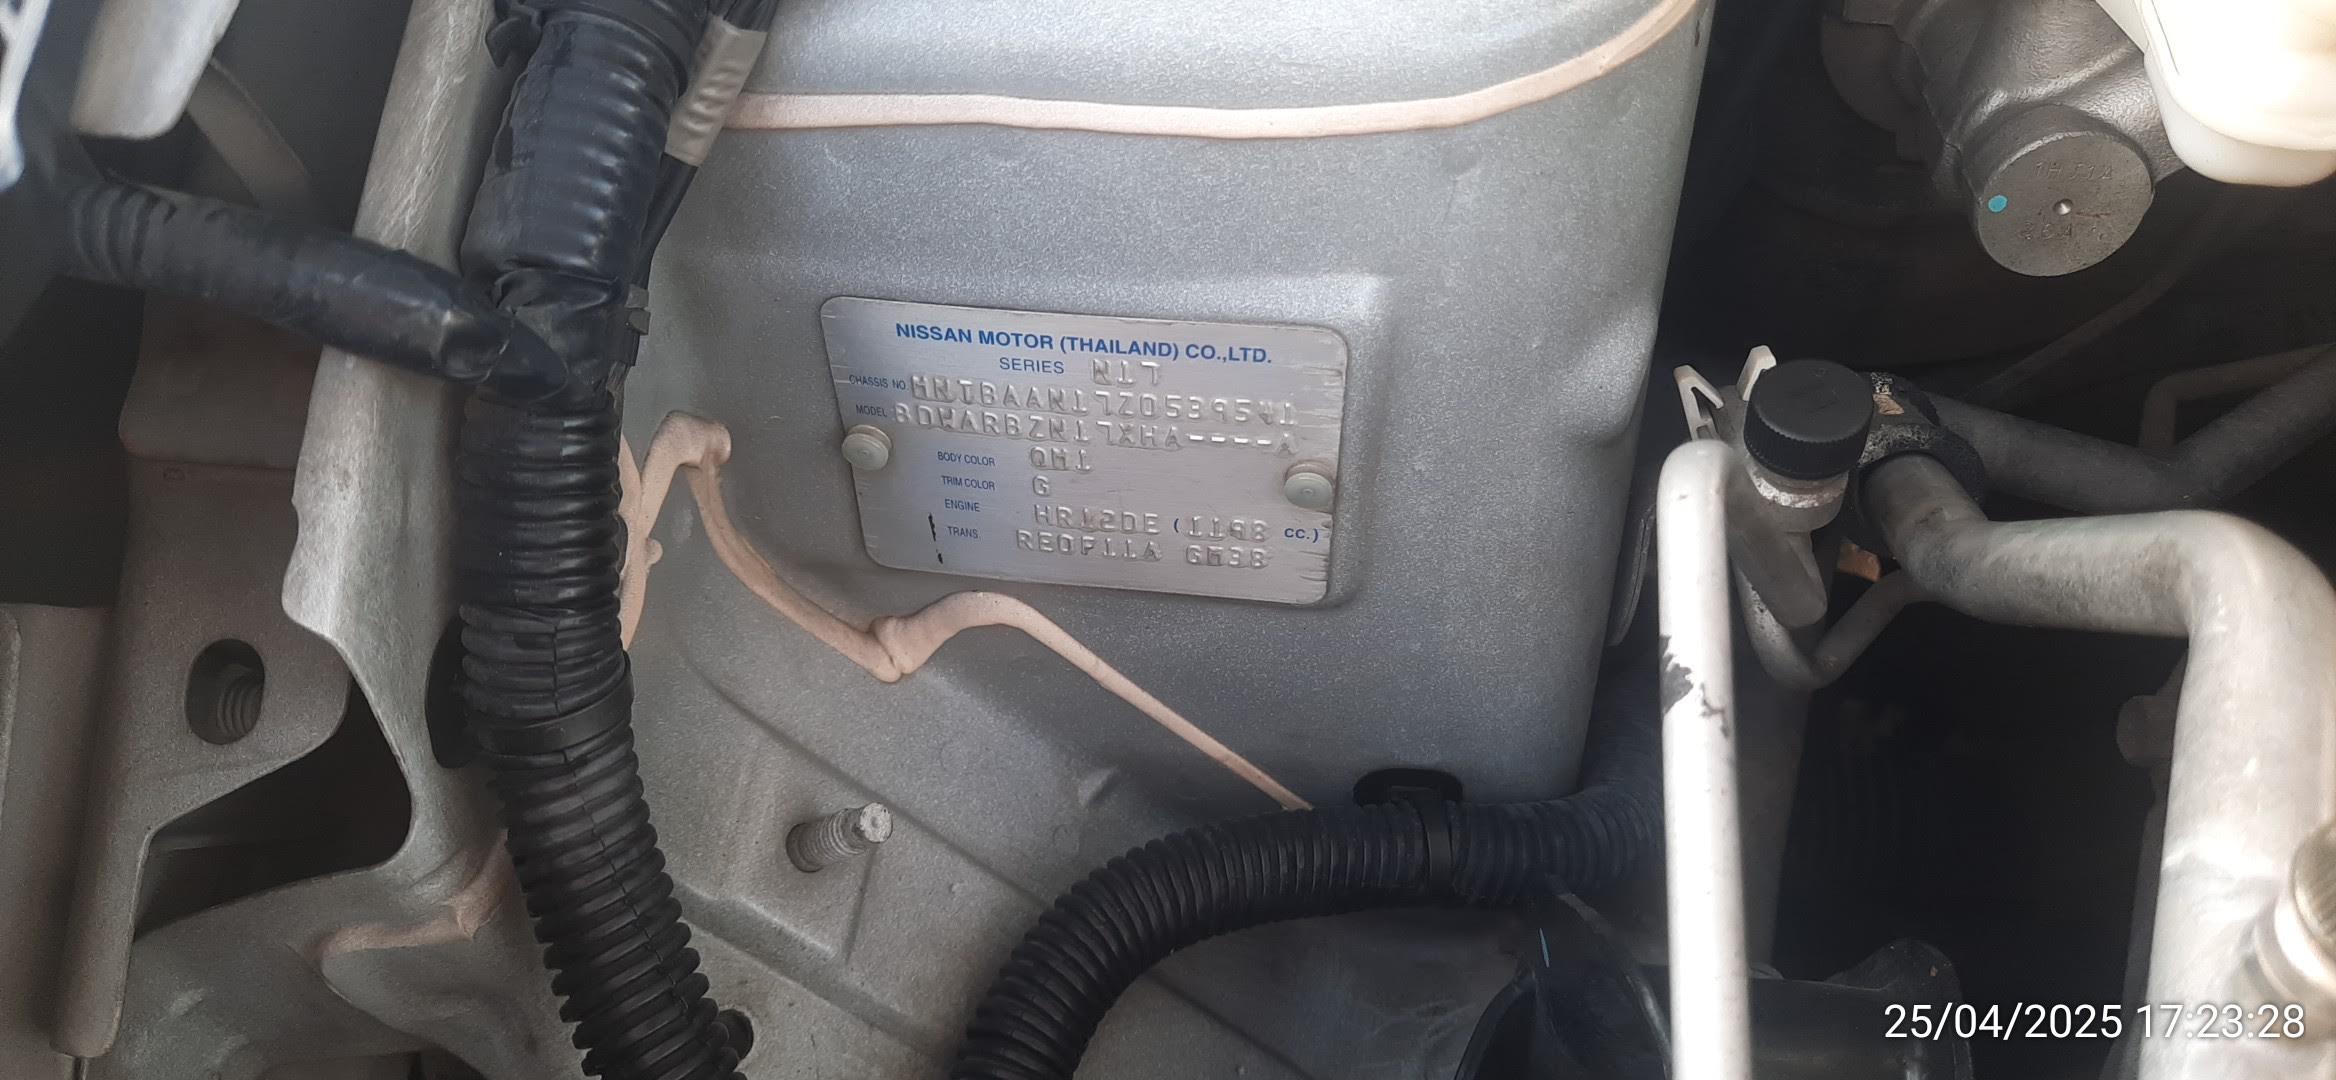 NISSAN MOTOR (THAILAND) CO.,LTD.
SERIES N17
CHASSIS NO. MNTBAAN17Z0539541
MODEL BDWARBZN17XHA----A
BODY COLOR QM1
TRIM COLOR G
ENGINE HR12DE (1198 CC.)
TRANS. RE0F11A GM38
25/04/2025 17:23:28